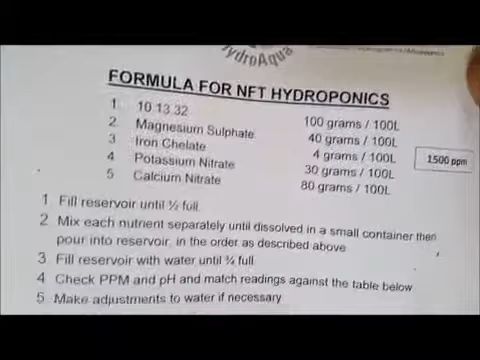 HydroAqua
FORMULA FOR NFT HYDROPONICS
1 10.13.32 100 grams / 100L
2 Magnesium Sulphate 40 grams / 100L
3 Iron Chelate 4 grams / 100L
4 Potassium Nitrate 30 grams / 100L
5 Calcium Nitrate 80 grams / 100L
1500 ppm
1 Fill reservoir until ½ full.
2 Mix each nutrient separately until dissolved in a small container then
pour into reservoir, in the order as described above
3 Fill reservoir with water until ¾ full
4 Check PPM and pH and match readings against the table below
5 Make adjustments to water if necessary